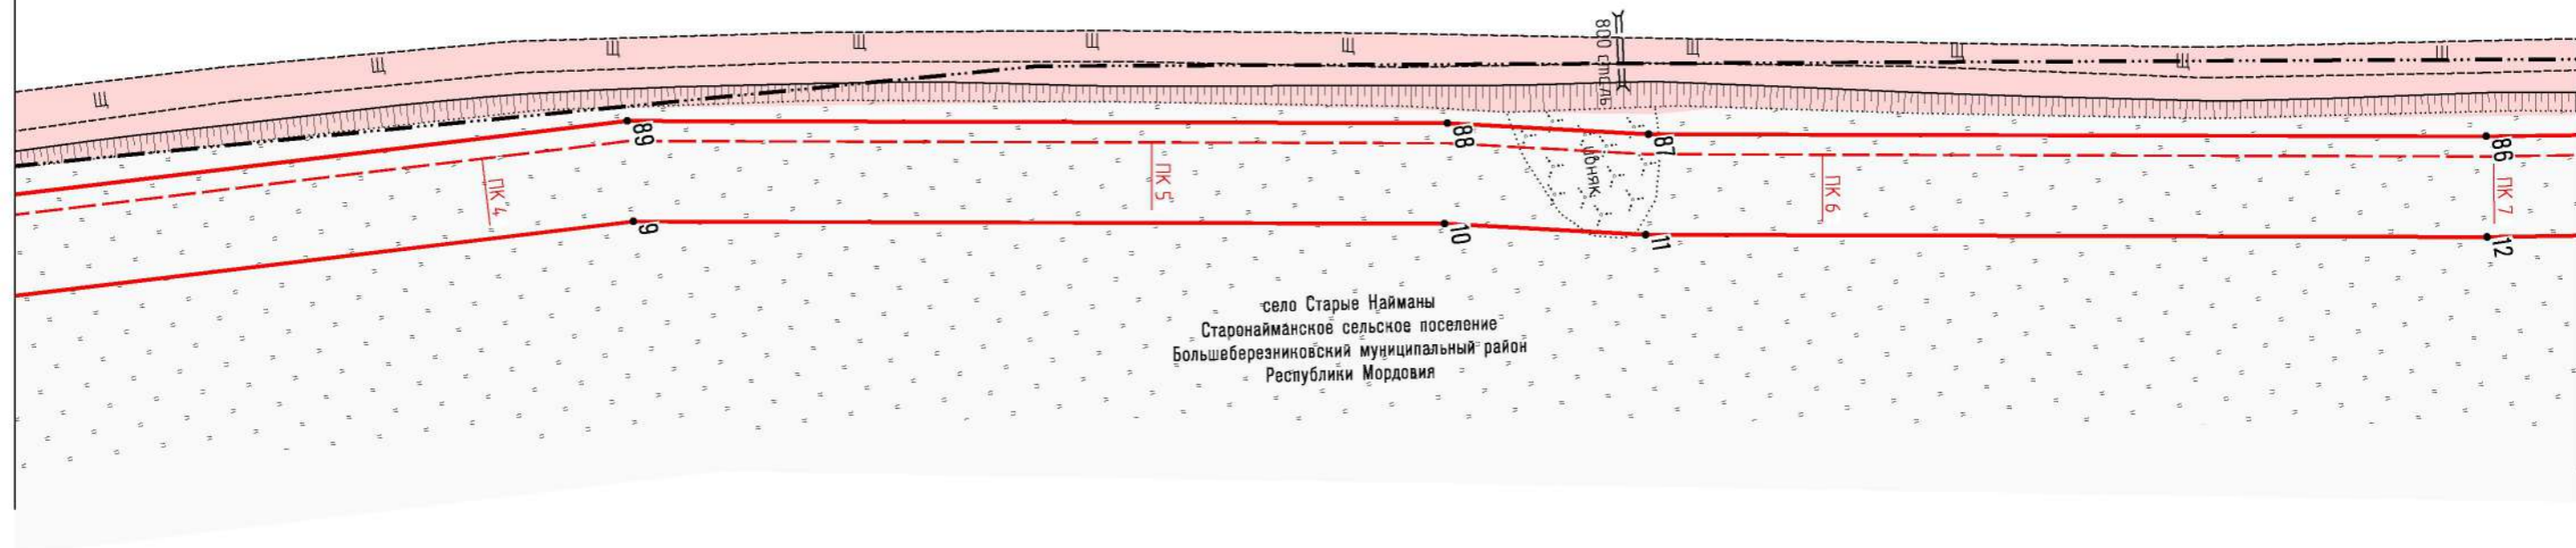 Щ
Щ
Щ
Щ
Щ
Щ
800 сталь
Щ
Щ
Щ
Щ
89
88
87
86
ивняк
ПК 4
ПК 5
ПК 6
ПК 7
9
10
11
12
село Старые Найманы
Старонайманское сельское поселение
Большеберезниковский муниципальный район
Республики Мордовия